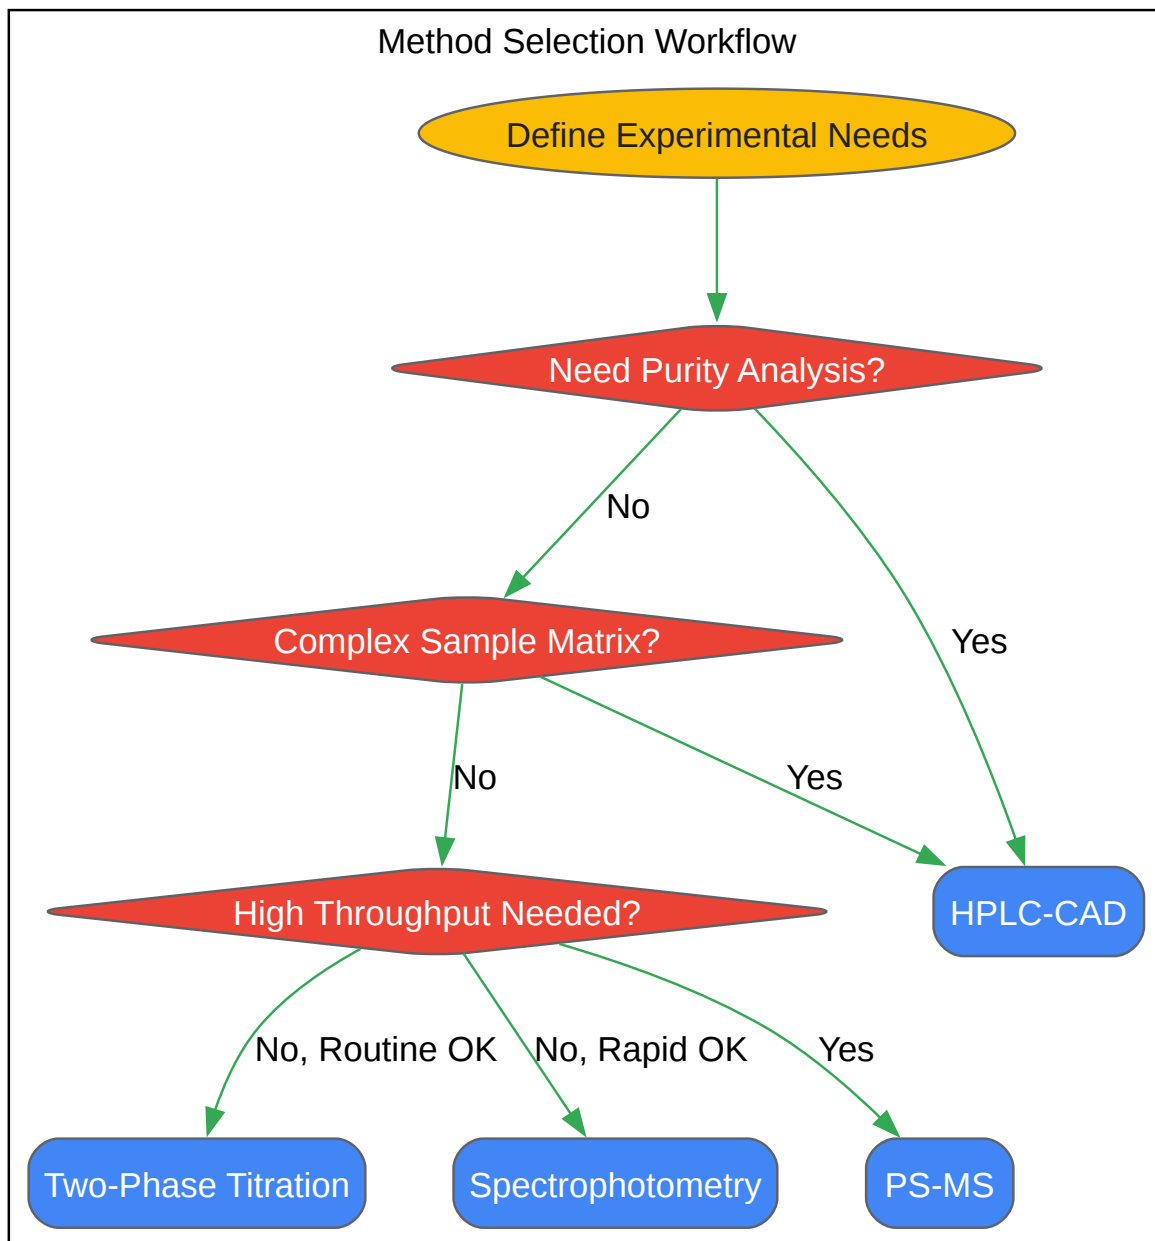 Method Selection Workflow
Define Experimental Needs
Need Purity Analysis?
No
Complex Sample Matrix?
Yes
No
Yes
High Throughput Needed?
HPLC-CAD
No, Routine OK
No, Rapid OK
Yes
Two-Phase Titration
Spectrophotometry
PS-MS